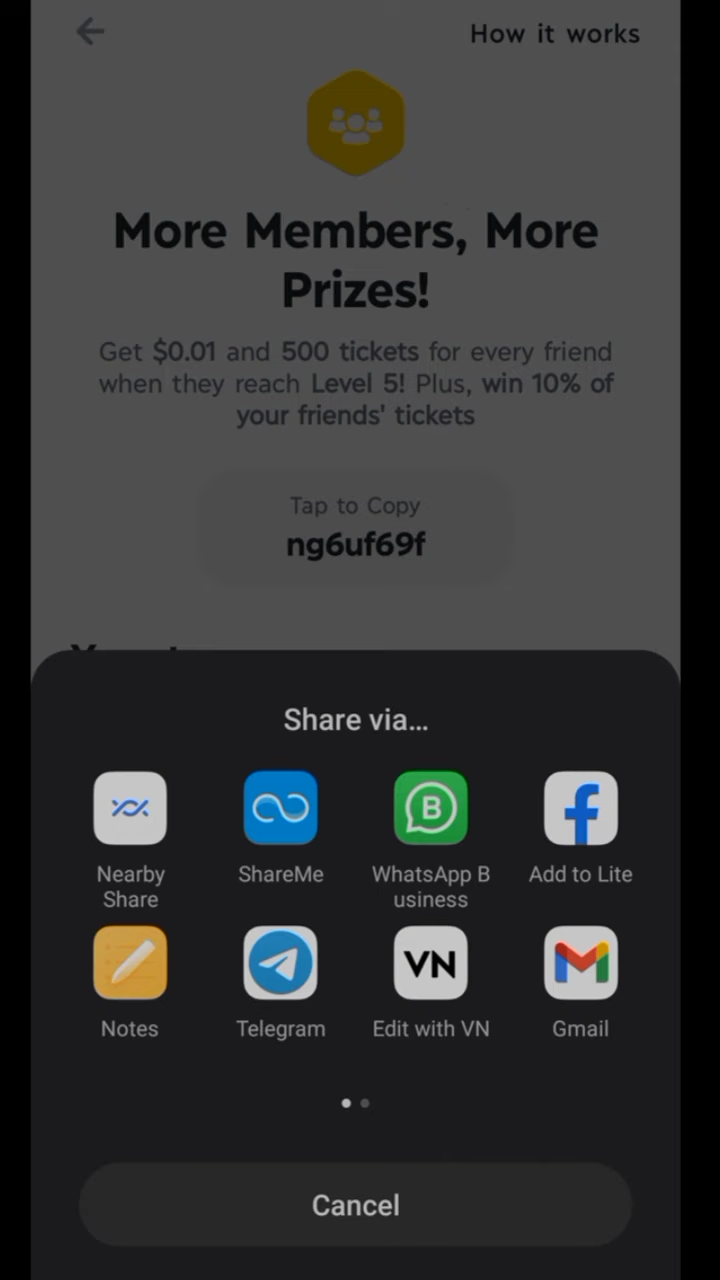 How it works
More Members, More
Prizes!
Get $0.01 and 500 tickets for every friend
when they reach Level 5! Plus, win 10% of
your friends' tickets
Tap to Copy
ng6uf69f
Share via...
Nearby
Share
ShareMe
WhatsApp B
usiness
Add to Lite
B
VN
Notes
Telegram
Edit with VN
Gmail
Cancel